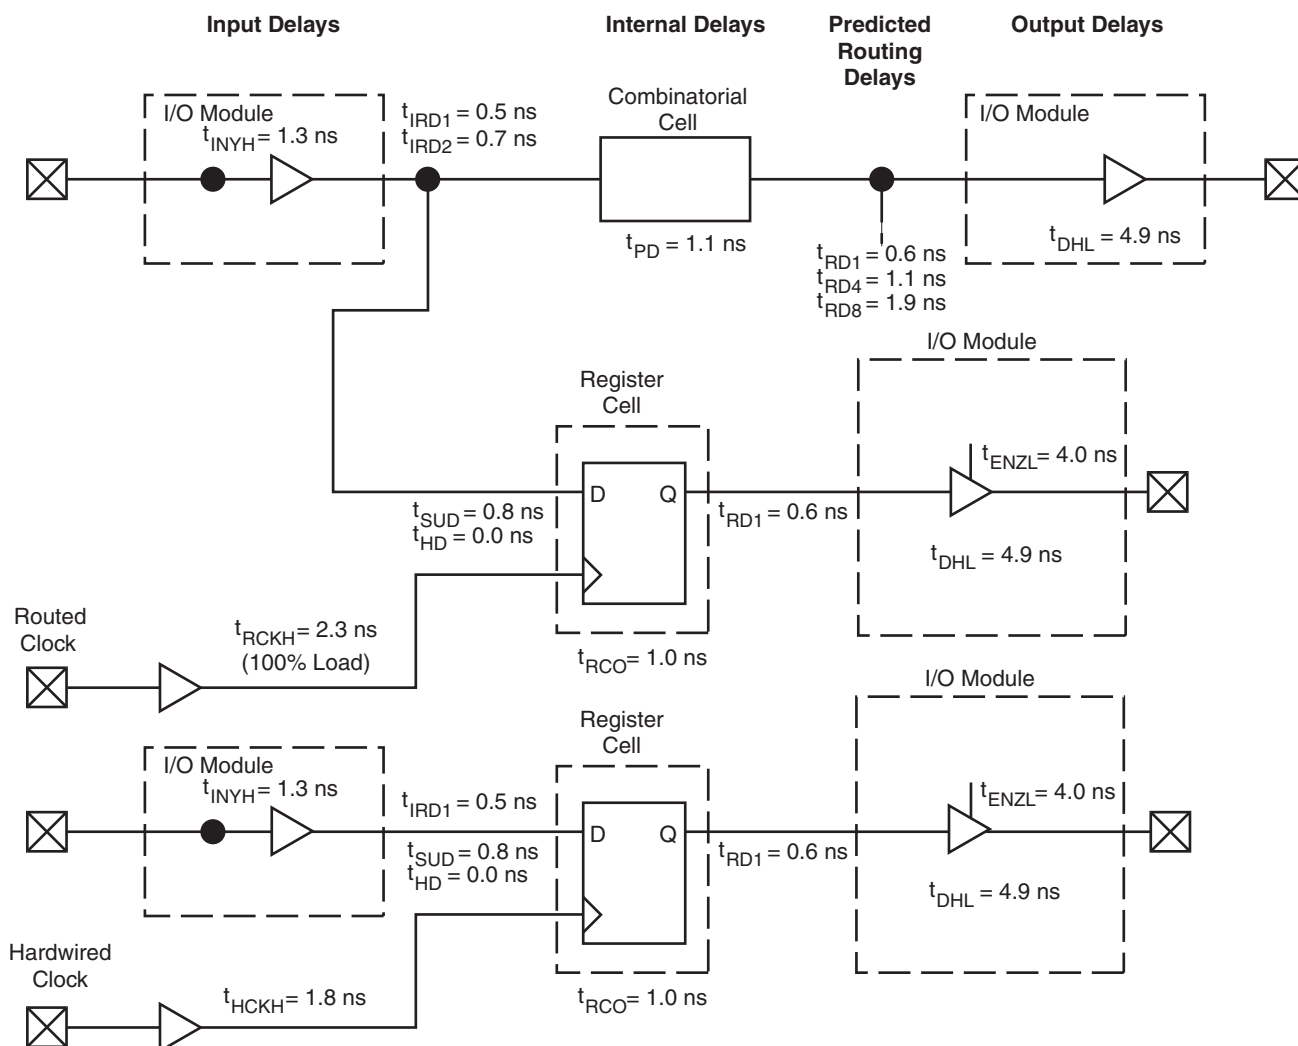 Input Delays
Internal Delays
Predicted
Routing
Delays
Output Delays
I/O Module
tINYH = 1.3 ns
tIRD1 = 0.5 ns
tIRD2 = 0.7 ns
Combinatorial
Cell
tPD = 1.1 ns
tRD1 = 0.6 ns
tRD4 = 1.1 ns
tRD8 = 1.9 ns
I/O Module
tDHL = 4.9 ns
Register
Cell
D Q
tSUD = 0.8 ns
tHD = 0.0 ns
tRD1 = 0.6 ns
I/O Module
tENZL = 4.0 ns
tDHL = 4.9 ns
Routed
Clock
tRCKH = 2.3 ns
(100% Load)
tRCO = 1.0 ns
I/O Module
tINYH = 1.3 ns
tIRD1 = 0.5 ns
tSUD = 0.8 ns
tHD = 0.0 ns
Register
Cell
D Q
tRD1 = 0.6 ns
I/O Module
tENZL = 4.0 ns
tDHL = 4.9 ns
Hardwired
Clock
tHCKH = 1.8 ns
tRCO = 1.0 ns